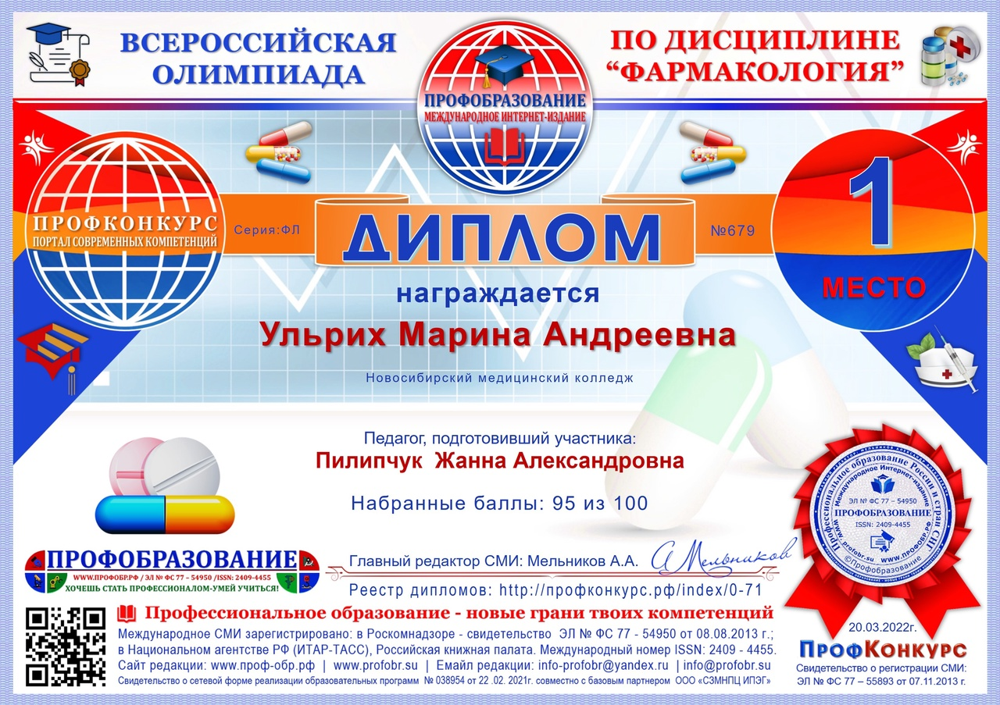 ВСЕРОССИЙСКАЯ
ОЛИМПИАДА
ПО ДИСЦИПЛИНЕ
“ФАРМАКОЛОГИЯ”
ПРОФОБРАЗОВАНИЕ
МЕЖДУНАРОДНОЕ ИНТЕРНЕТ-ИЗДАНИЕ
ПРОФКОНКУРС
ПОРТАЛ СОВРЕМЕННЫХ КОМПЕТЕНЦИЙ
Серия:ФЛ
ДИПЛОМ
№679
1
МЕСТО
награждается
Ульрих Марина Андреевна
Новосибирский медицинский колледж
Педагог, подготовивший участника:
Пилипчук Жанна Александровна
Набранные баллы: 95 из 100
ПРОФОБРАЗОВАНИЕ
WWW.ПРОФОБР.РФ / ЭЛ № ФС 77 – 54950 /ISSN: 2409-4455
ХОЧЕШЬ СТАТЬ ПРОФЕССИОНАЛОМ-УМЕЙ УЧИТЬСЯ!
Главный редактор СМИ: Мельников А.А.
А Мельников
Реестр дипломов: http://профконкурс.рф/index/0-71
Профессиональное образование - новые грани твоих компетенций
Международное СМИ зарегистрировано: в Роскомнадзоре - свидетельство ЭЛ № ФС 77 - 54950 от 08.08.2013 г.;
в Национальном агентстве РФ (ИТАР-ТАСС), Российская книжная палата. Международный номер ISSN: 2409 - 4455.
Сайт редакции: www.проф-обр.рф | www.profobr.su | Емайл редакции: info-profobr@yandex.ru | info@profobr.su
Свидетельство о сетевой форме реализации образовательных программ № 038954 от 22 .02. 2021г. совместно с базовым партнером ООО «СЗМНПЦ ИПЭГ»
Профессиональное образование России и стран СНГ
Международное Интернет-издание
ЭЛ № ФС 77 – 54950
ПРОФОБРАЗОВАНИЕ
ISSN: 2409-4455
www.profobr.su www.ПРОФОБР.РФ
©Профобразование
20.03.2022г.
ПрофКонкурс
Свидетельство о регистрации СМИ:
ЭЛ № ФС 77 – 55893 от 07.11.2013 г.